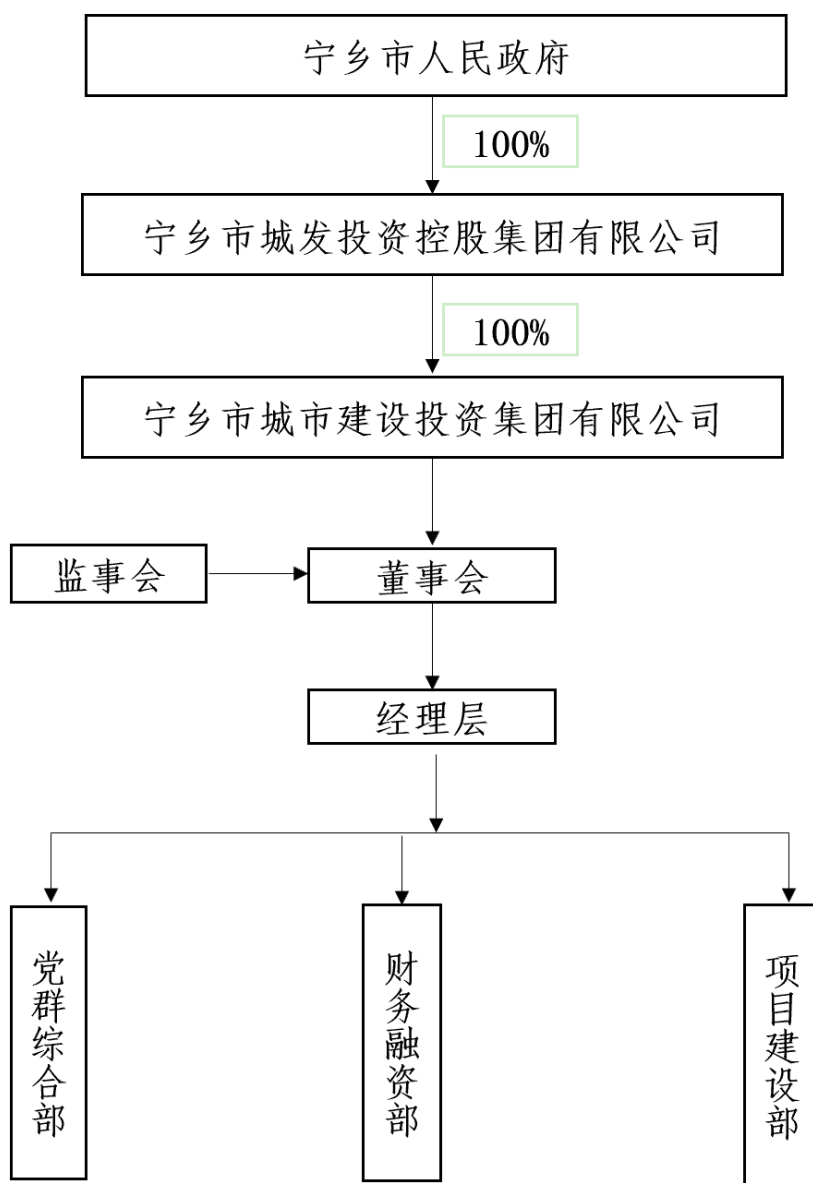 宁乡市人民政府
100%
宁乡市城发投资控股集团有限公司
100%
宁乡市城市建设投资集团有限公司
监事会
董事会
经理层
党群综合部
财务融资部
项目建设部